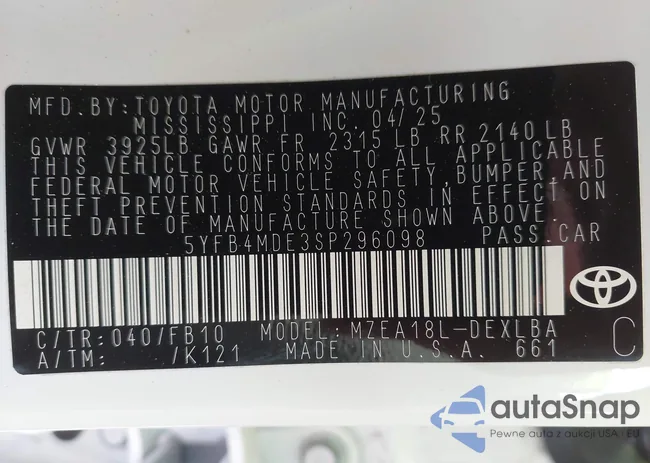 MFD.BY:TOYOTA MOTOR MANUFACTURING
MISSISSIPPI INC. 04/25
GVWR 3925LB GAWR FR 2315 LB RR 2140 LB
THIS VEHICLE CONFORMS TO ALL APPLICABLE
FEDERAL MOTOR VEHICLE SAFETY,BUMPER,AND
THEFT PREVENTION STANDARDS IN EFFECT ON
THE DATE OF MANUFACTURE SHOWN ABOVE.
5YFB4MDE3SP296098 PASS.CAR
C/TR:040/FB10 MODEL:MZEA18L-DEXLBA
A/TM: /K121 MADE IN U.S.A. 661 C
autoSnap
Pewne auta z aukcji USA i EU